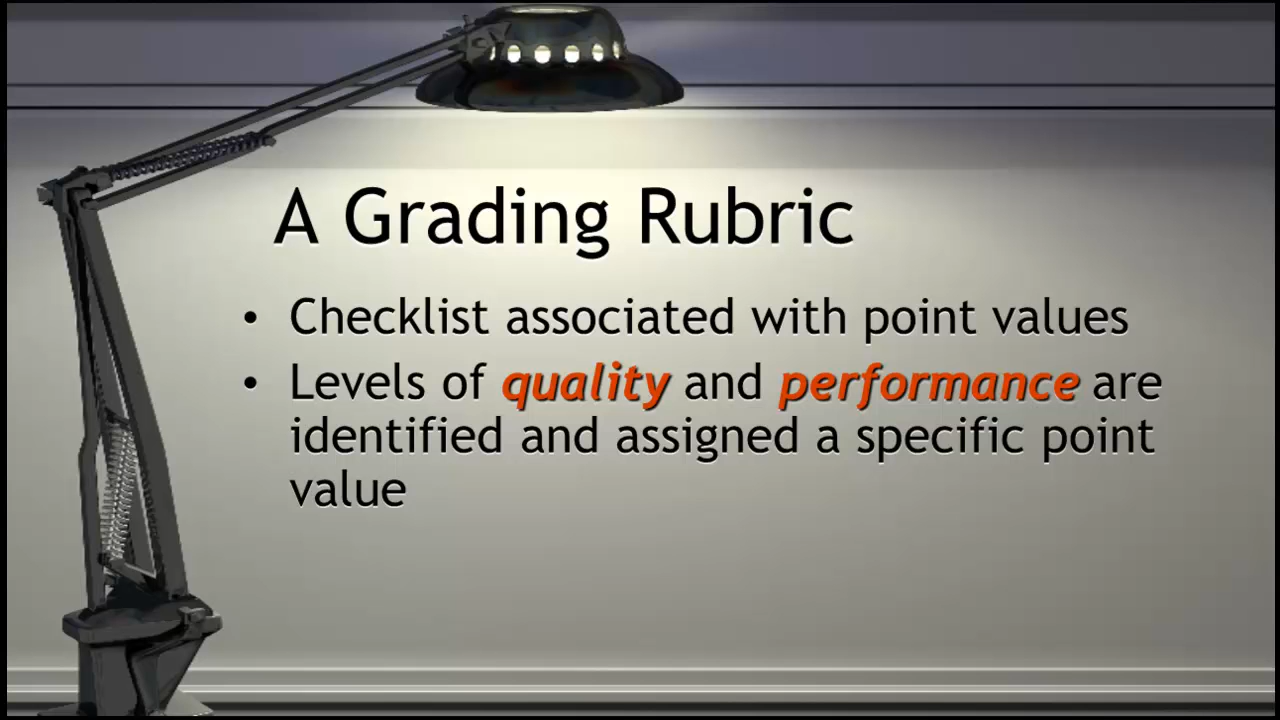 A Grading Rubric
• Checklist associated with point values
• Levels of quality and performance are
identified and assigned a specific point
value